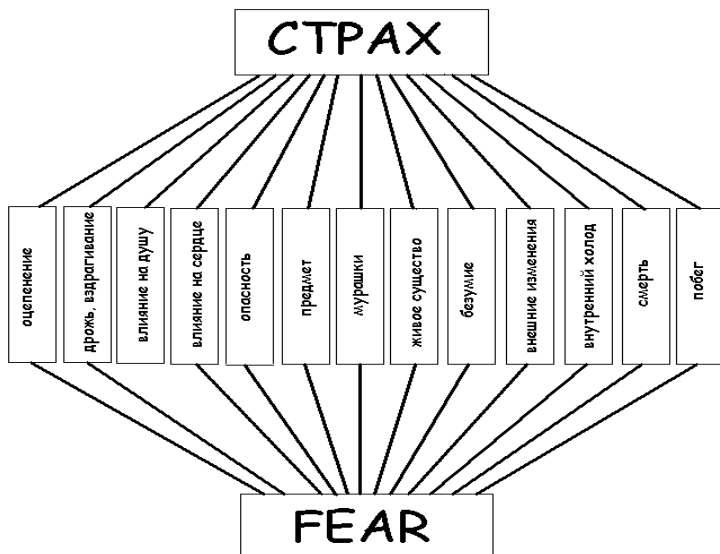 СТРАХ
оцепенение
дрожь, вздрагивание
влияние на душу
влияние на сердце
опасность
предмет
мурашки
живое существо
безумие
внешние изменения
внутренний холод
смерть
побег
FEAR